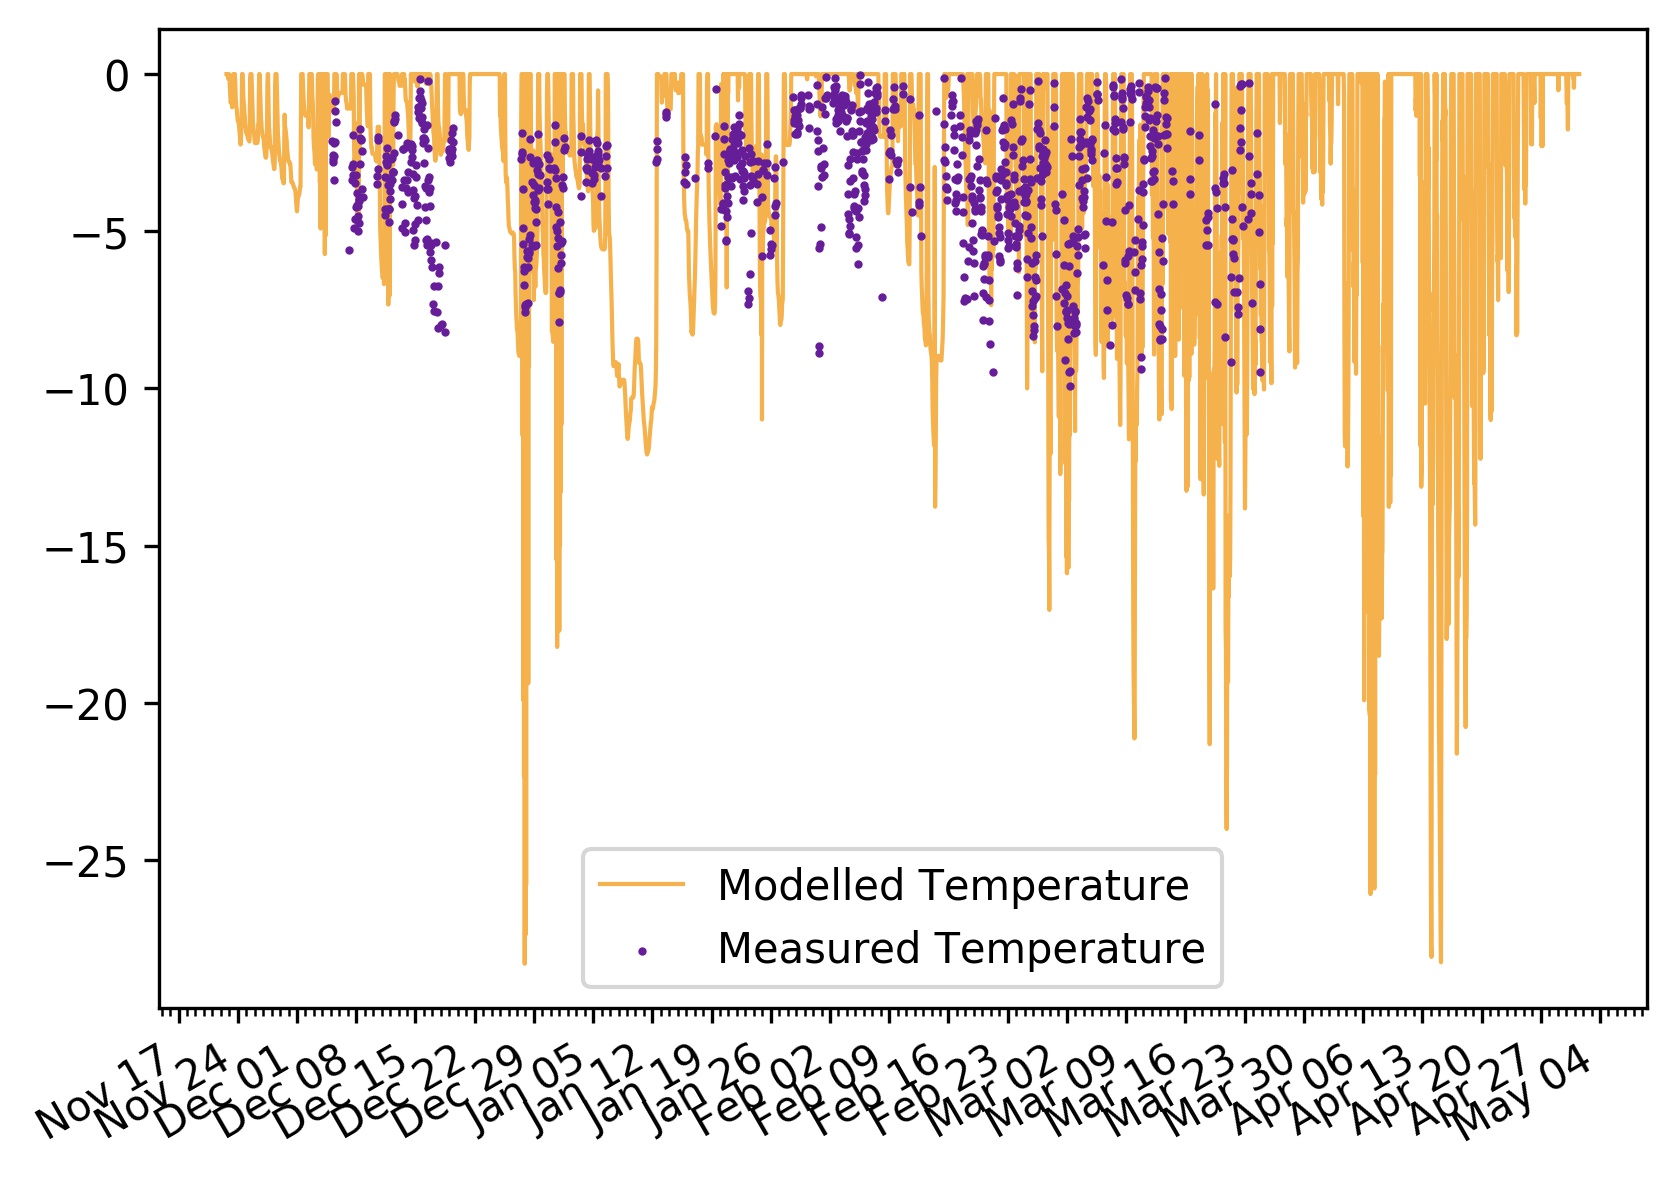 0
−5
−10
−15
−20
−25
Modelled Temperature
Measured Temperature
Nov 17
Nov 24
Dec 01
Dec 08
Dec 15
Dec 22
Dec 29
Jan 05
Jan 12
Jan 19
Jan 26
Feb 02
Feb 09
Feb 16
Feb 23
Mar 02
Mar 09
Mar 16
Mar 23
Mar 30
Apr 06
Apr 13
Apr 20
Apr 27
May 04